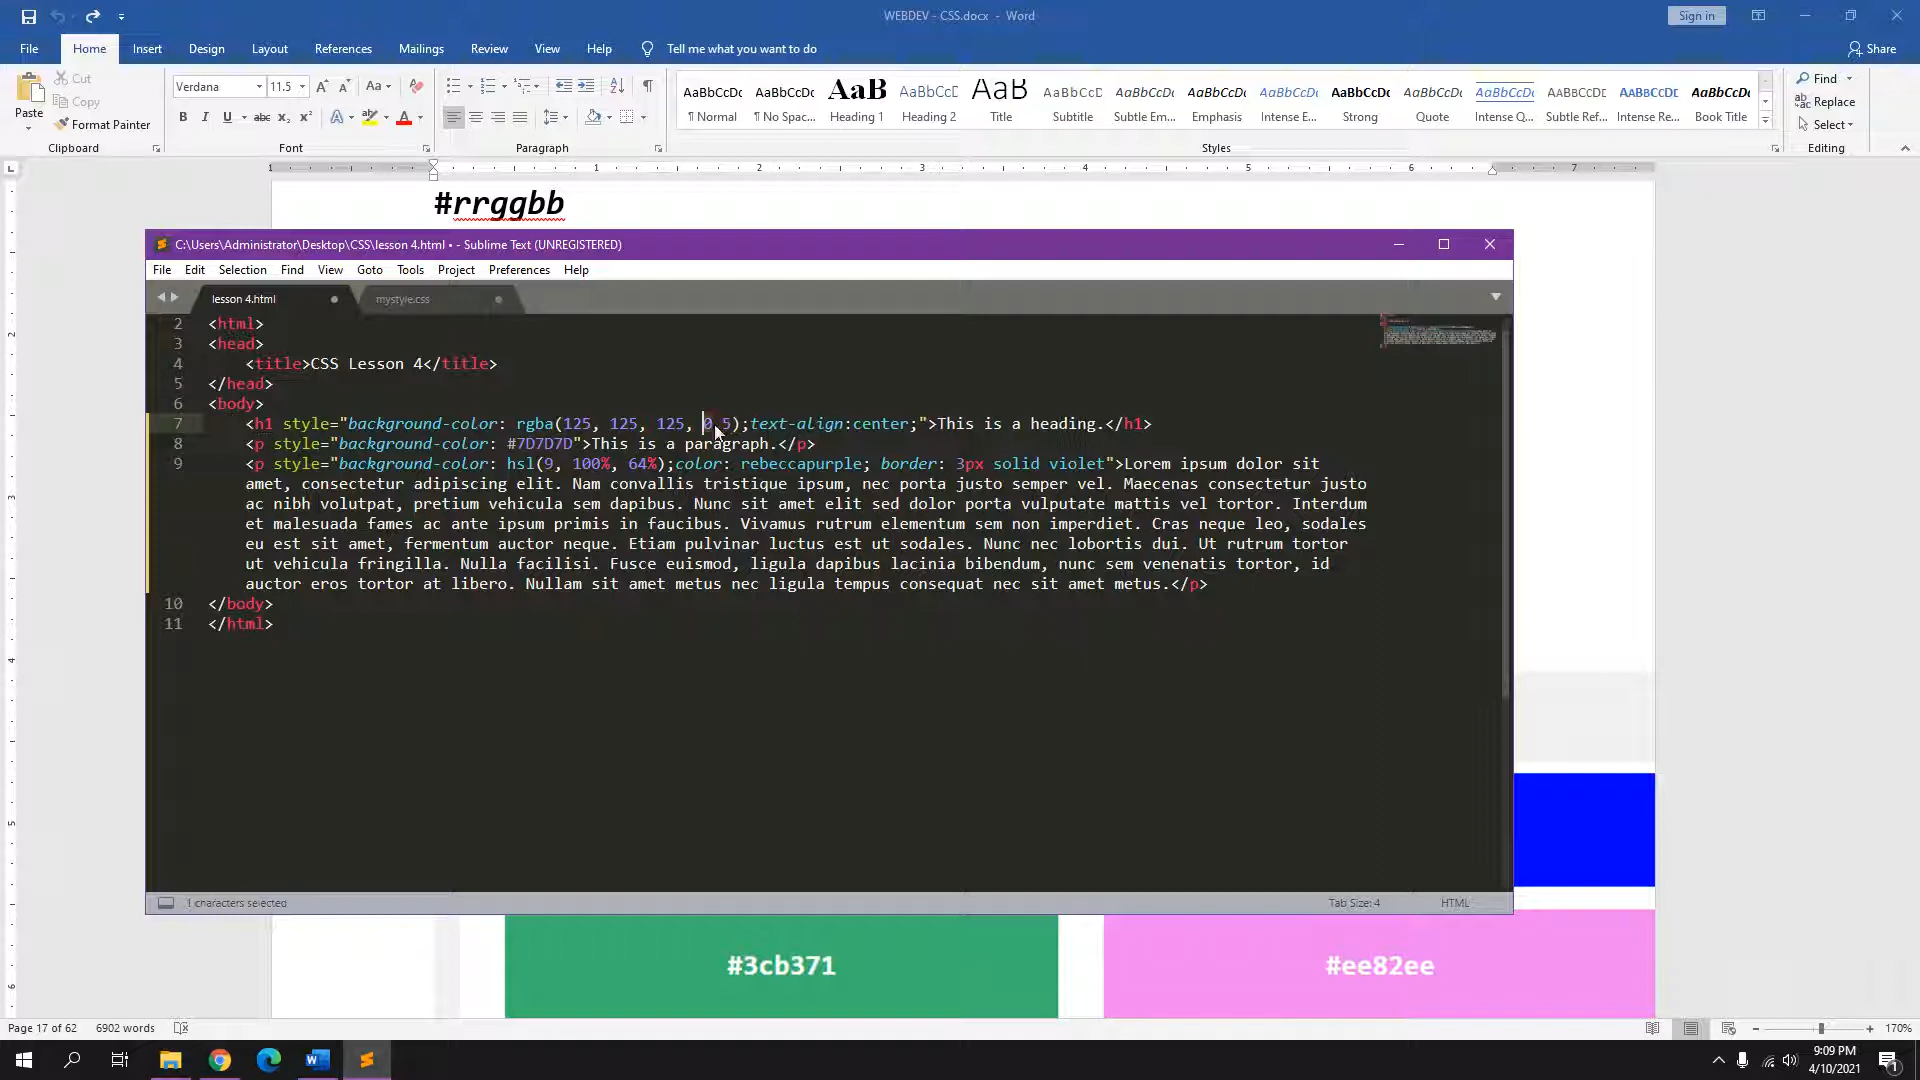 WEBDEV - CSS.docx - Word
Sign in
File Home Insert Design Layout References Mailings Review View Help Tell me what you want to do Share
Paste
Cut
Copy
Format Painter
Clipboard
Verdana 11.5
Font
Paragraph
AaBbCcDc AaBbCcDc AaB AaBbCcD AaB AaBbCcDc AaBbCcDc AaBbCcDc AaBbCcDc AaBbCcDc AaBbCcDc AaBbCcDc AaBbCcDc AaBbCcDc AaBbCcDc
¶ Normal ¶ No Spac... Heading 1 Heading 2 Title Subtitle Subtle Em... Emphasis Intense E... Strong Quote Intense Q... Subtle Ref... Intense Re... Book Title
Styles
Find
Replace
Select
Editing
1 1 2 3 4 5 6 7
#rrggbb
C:\Users\Administrator\Desktop\CSS\lesson 4.html • - Sublime Text (UNREGISTERED)
File Edit Selection Find View Goto Tools Project Preferences Help
lesson 4.html mystyle.css
2 <html>
3 <head>
4 <title>CSS Lesson 4</title>
5 </head>
6 <body>
7 <h1 style="background-color: rgba(125, 125, 125, 0.5);text-align:center;">This is a heading.</h1>
8 <p style="background-color: #7D7D7D">This is a paragraph.</p>
9 <p style="background-color: hsl(9, 100%, 64%);color: rebeccapurple; border: 3px solid violet">Lorem ipsum dolor sit
amet, consectetur adipiscing elit. Nam convallis tristique ipsum, nec porta justo semper vel. Maecenas consectetur justo
ac nibh volutpat, pretium vehicula sem dapibus. Nunc sit amet elit sed dolor porta vulputate mattis vel tortor. Interdum
et malesuada fames ac ante ipsum primis in faucibus. Vivamus rutrum elementum sem non imperdiet. Cras neque leo, sodales
eu est sit amet, fermentum auctor neque. Etiam pulvinar luctus est ut sodales. Nunc nec lobortis dui. Ut rutrum tortor
ut vehicula fringilla. Nulla facilisi. Fusce euismod, ligula dapibus lacinia bibendum, nunc sem venenatis tortor, id
auctor eros tortor at libero. Nullam sit amet metus nec ligula tempus consequat nec sit amet metus.</p>
10 </body>
11 </html>
1 characters selected
Tab Size: 4
HTML
#3cb371
#ee82ee
Page 17 of 62 6902 words
170%
9:09 PM
4/10/2021